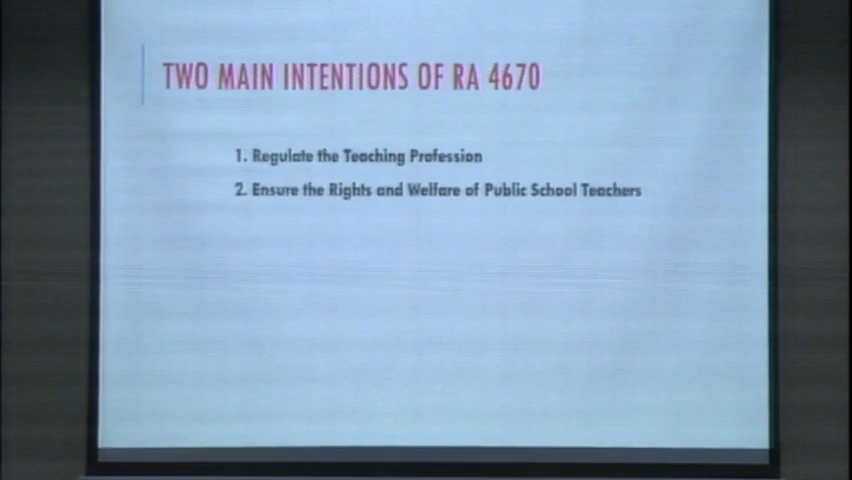 TWO MAIN INTENTIONS OF RA 4670
1. Regulate the Teaching Profession
2. Ensure the Rights and Welfare of Public School Teachers